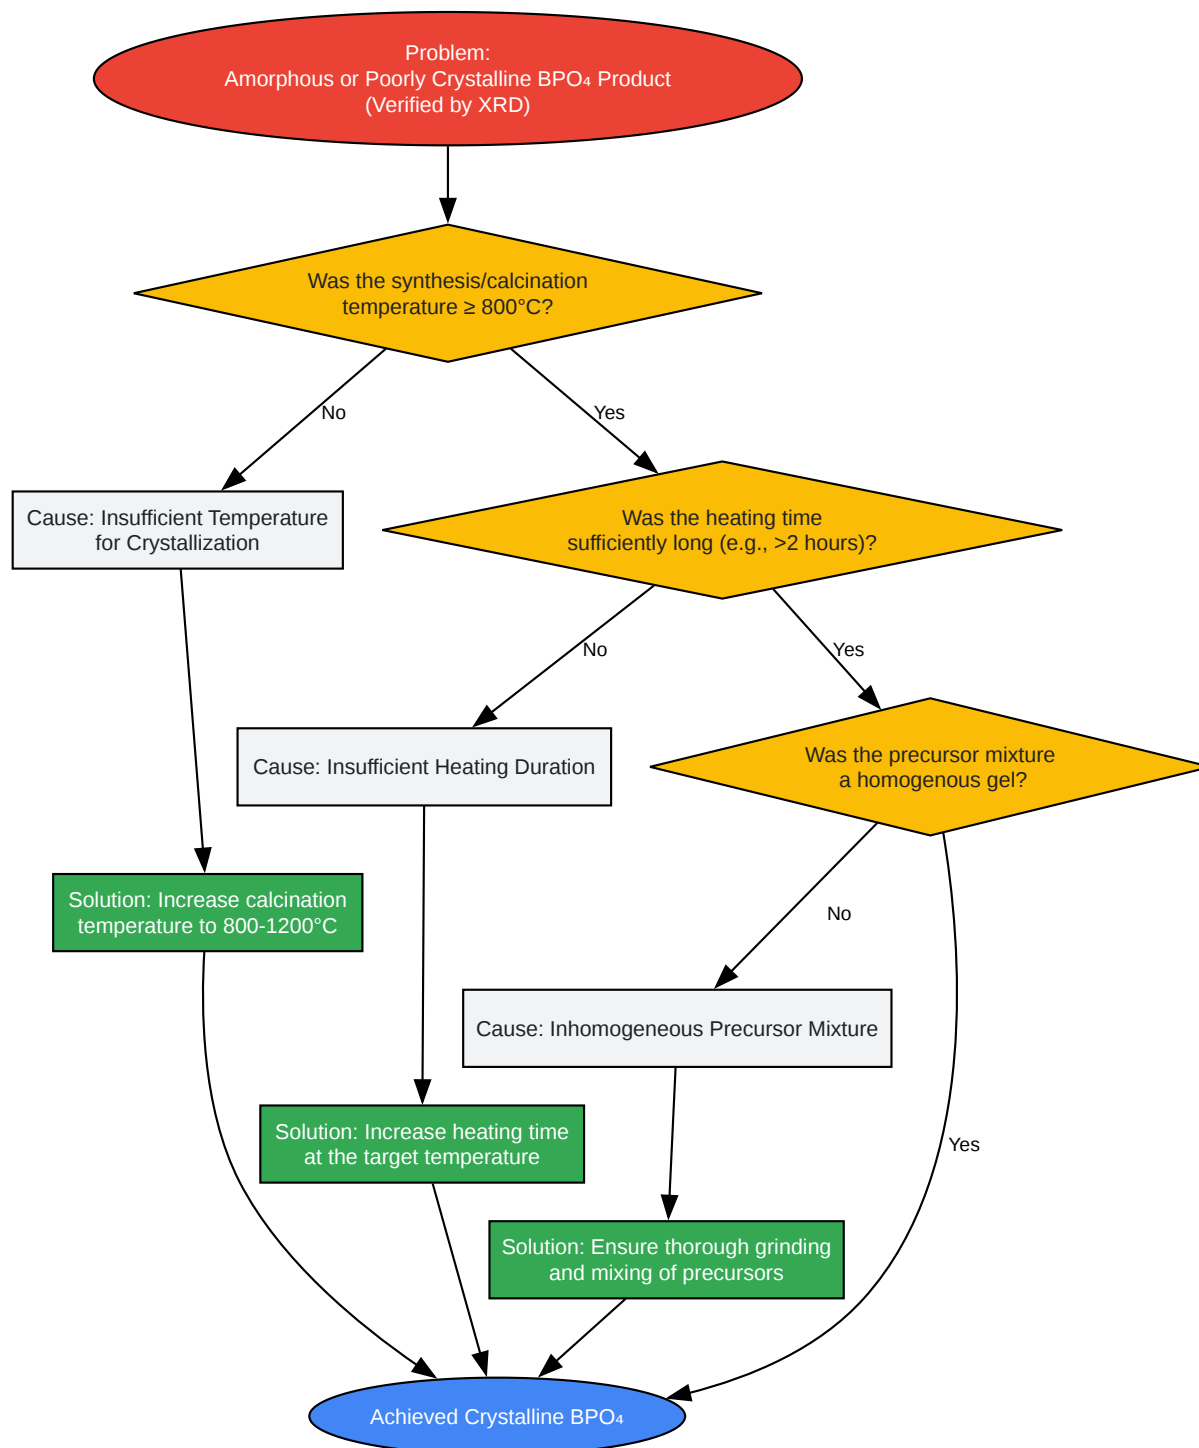 Problem:
Amorphous or Poorly Crystalline BPO₄ Product
(Verified by XRD)
Was the synthesis/calcination
temperature ≥ 800°C?
No
Yes
Cause: Insufficient Temperature
for Crystallization
Was the heating time
sufficiently long (e.g., >2 hours)?
No
Yes
Cause: Insufficient Heating Duration
Was the precursor mixture
a homogenous gel?
Solution: Increase calcination
temperature to 800-1200°C
No
Cause: Inhomogeneous Precursor Mixture
Solution: Increase heating time
at the target temperature
Yes
Solution: Ensure thorough grinding
and mixing of precursors
Achieved Crystalline BPO₄